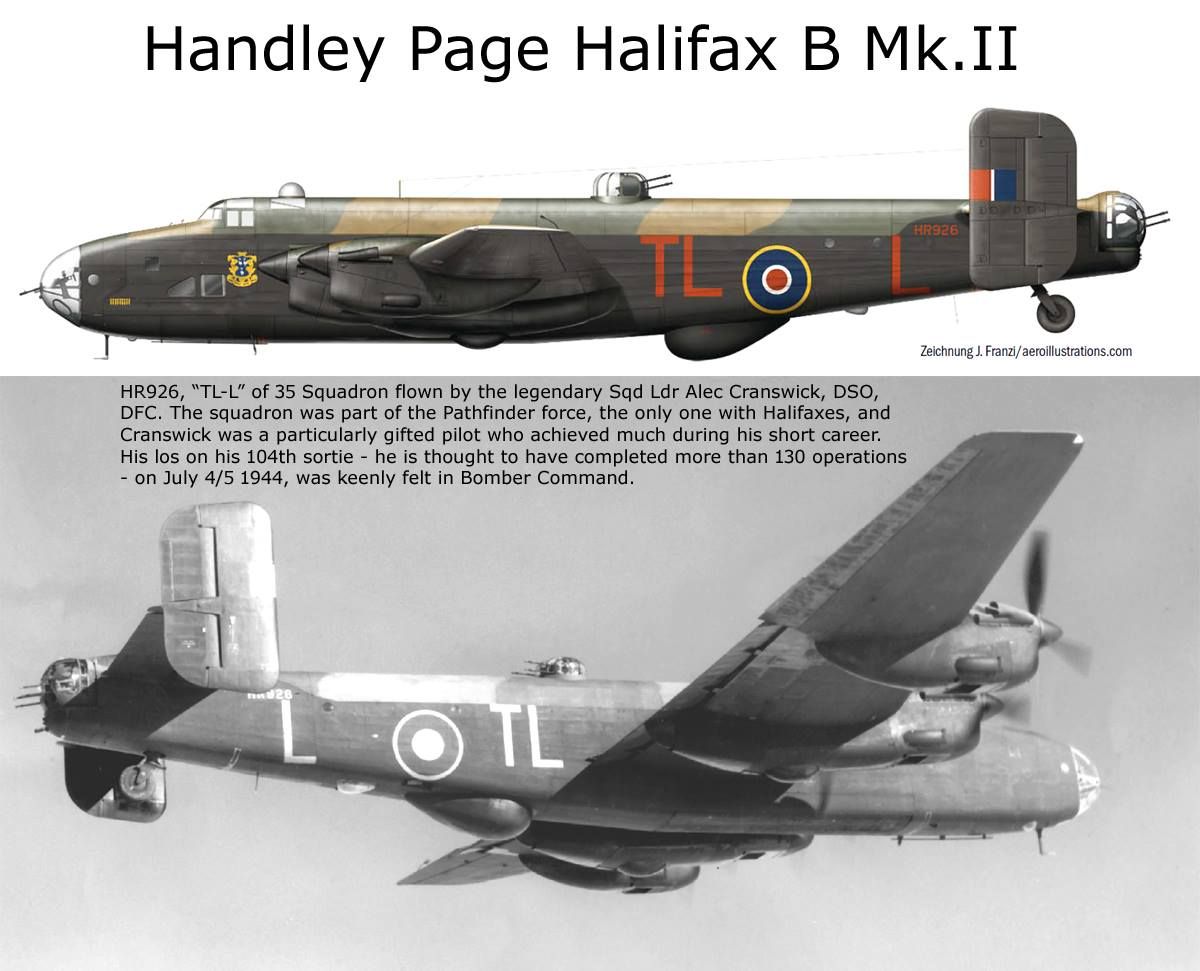 Handley Page Halifax B Mk.II
TL L HR926
Zeichnung J. Franzi/aeroillustrations.com
HR926, “TL-L” of 35 Squadron flown by the legendary Sqd Ldr Alec Cranswick, DSO,
DFC. The squadron was part of the Pathfinder force, the only one with Halifaxes, and
Cranswick was a particularly gifted pilot who achieved much during his short career.
His los on his 104th sortie - he is thought to have completed more than 130 operations
- on July 4/5 1944, was keenly felt in Bomber Command.
HR926
L TL